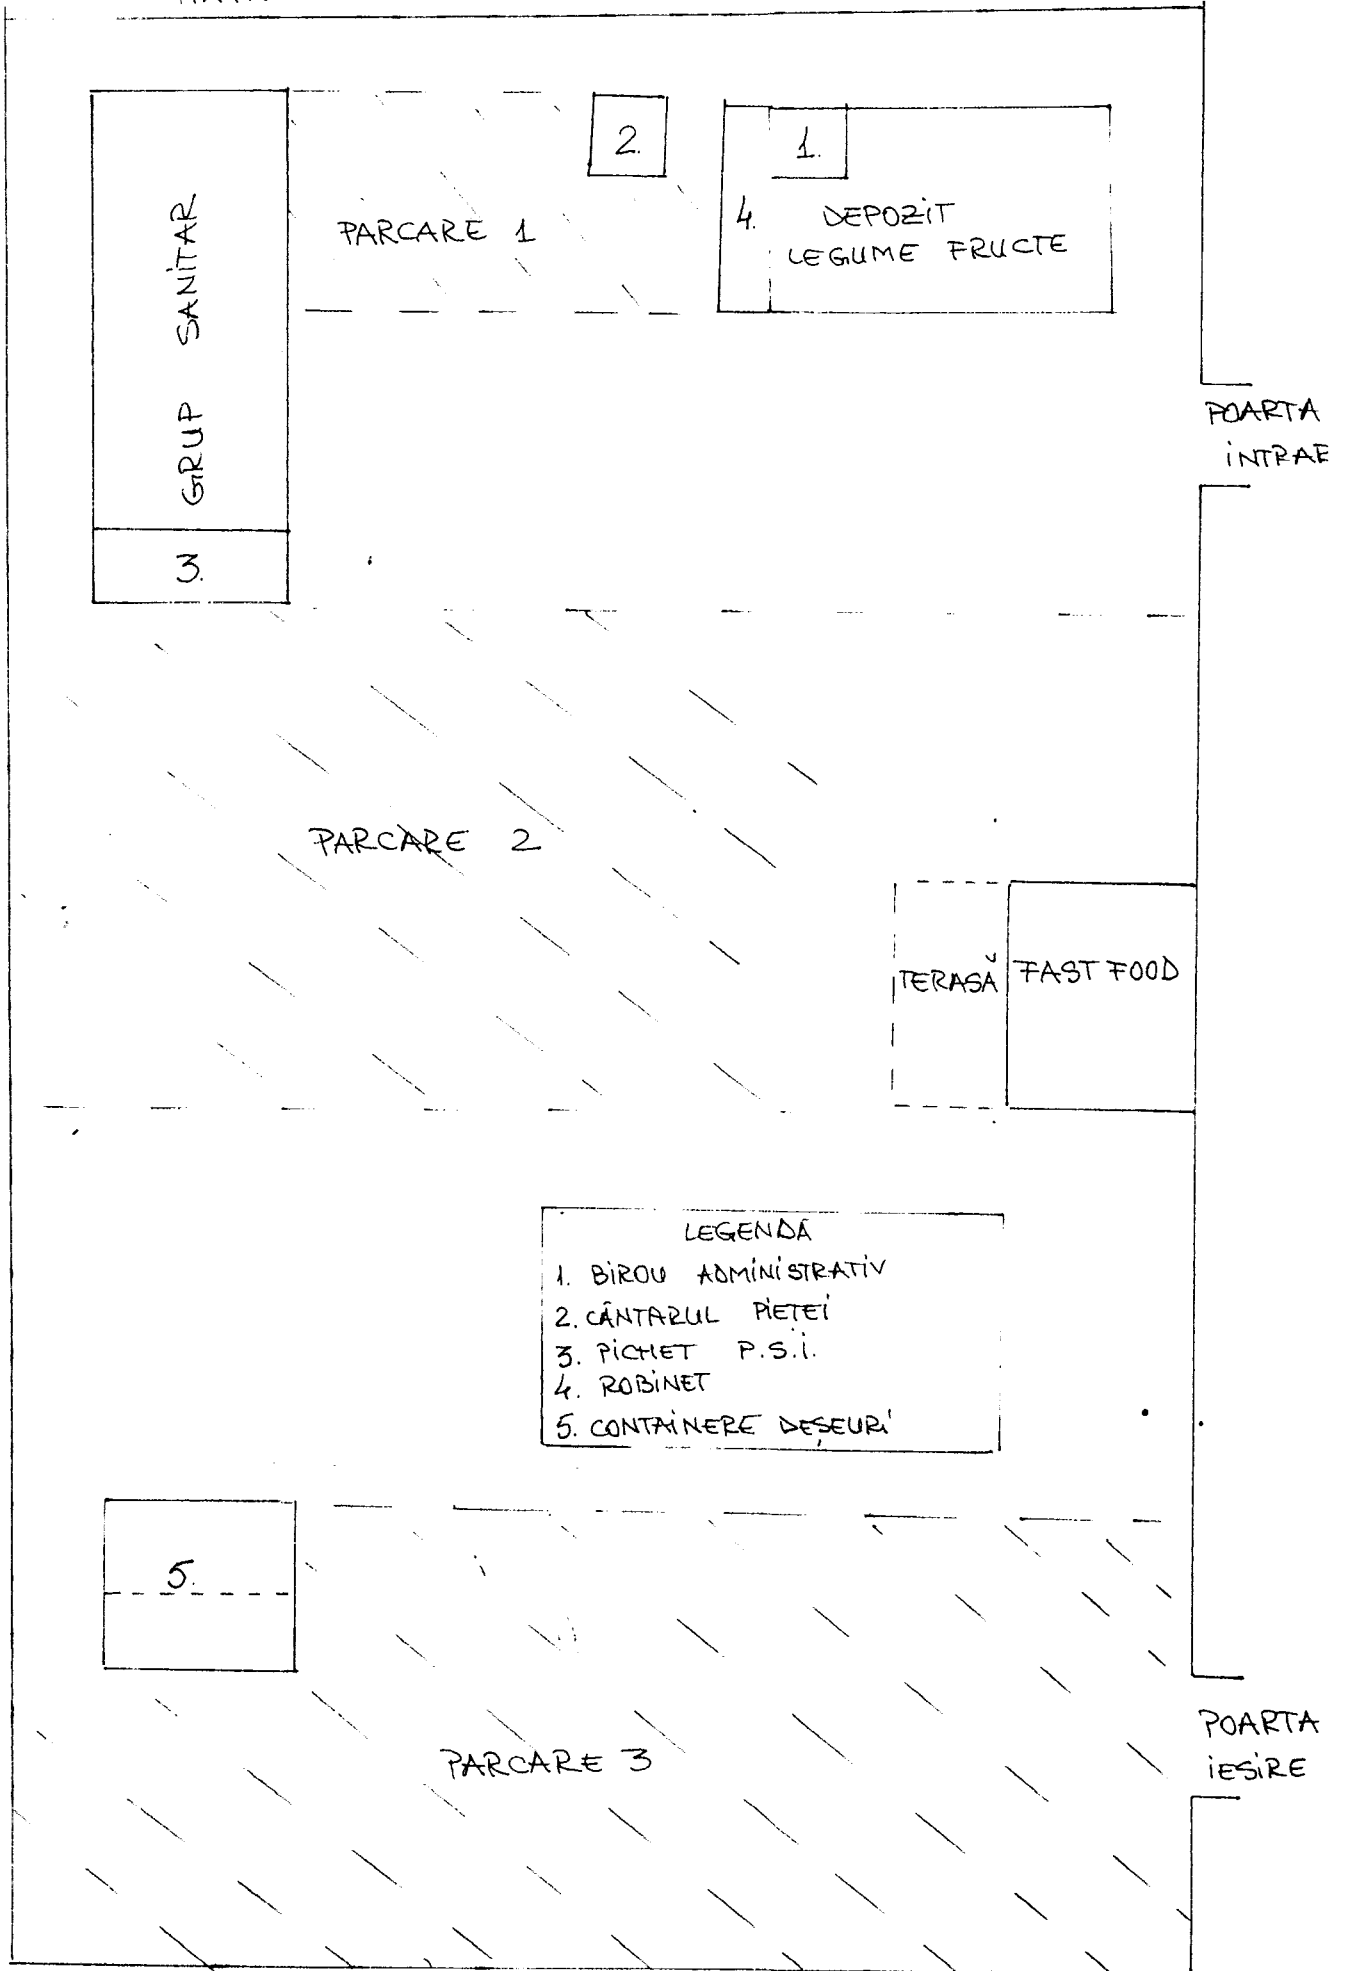 2.
1.
PARCARE 1
4.
DEPOZIT
LEGUME FRUCTE
GRUP SANITAR
3.
POARTA
INTRAE
PARCARE 2
TERASĂ
FAST FOOD
LEGENDĂ
1. BIROU ADMINISTRATIV
2. CÂNTARUL PIEȚEI
3. PICHET P.S.I.
4. ROBINET
5. CONTAINERE DEȘEURI
5.
PARCARE 3
POARTA
IESIRE